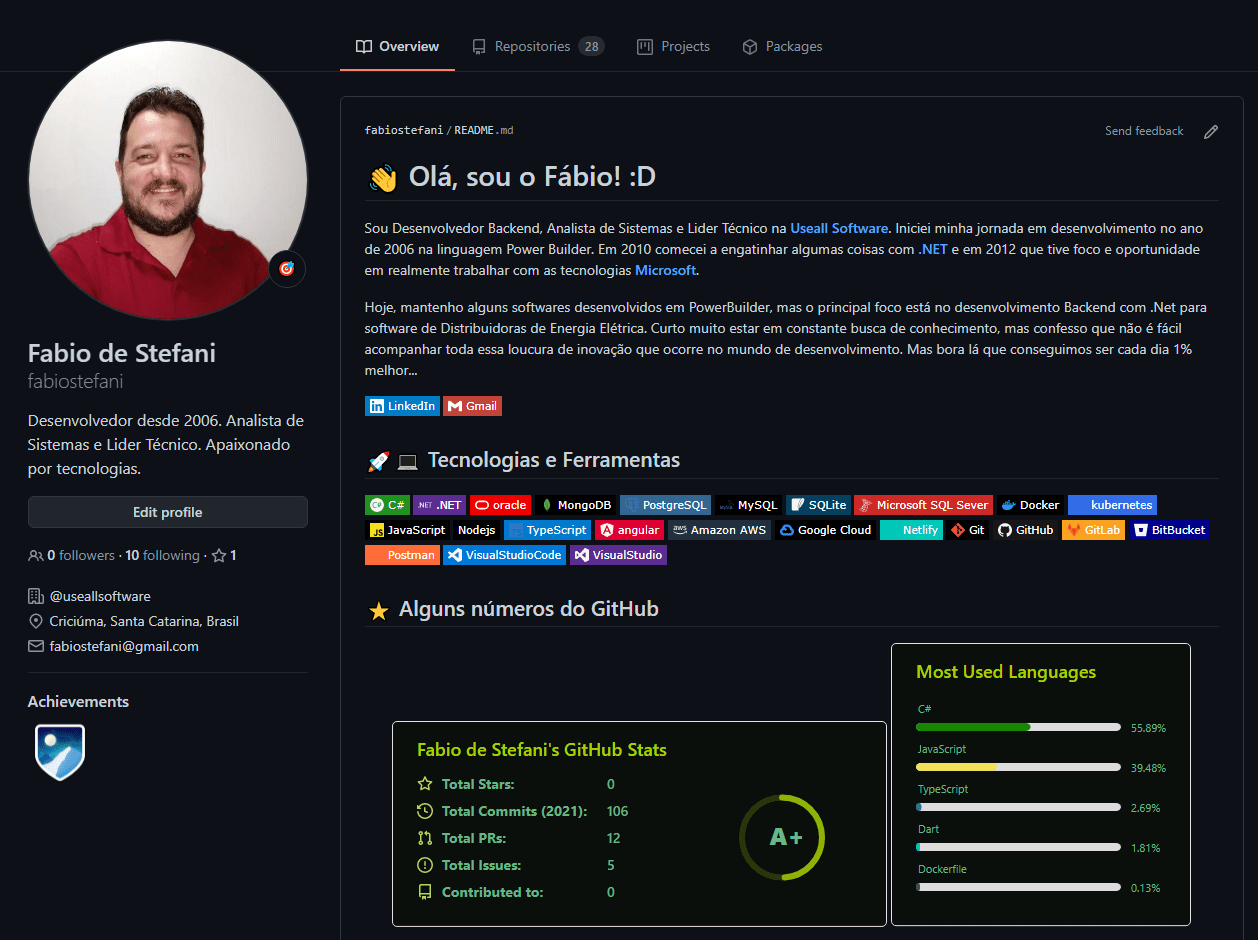 Overview
Repositories 28
Projects
Packages
Fabio de Stefani
fabiostefani
Desenvolvedor desde 2006. Analista de
Sistemas e Lider Técnico. Apaixonado
por tecnologias.
Edit profile
0 followers · 10 following · 1
@useallsoftware
Criciúma, Santa Catarina, Brasil
fabiostefani@gmail.com
Achievements
fabiostefani/README.md
Send feedback
👋 Olá, sou o Fábio! :D
Sou Desenvolvedor Backend, Analista de Sistemas e Lider Técnico na Useall Software. Iniciei minha jornada em desenvolvimento no ano
de 2006 na linguagem Power Builder. Em 2010 comecei a engatinhar algumas coisas com .NET e em 2012 que tive foco e oportunidade
em realmente trabalhar com as tecnologias Microsoft.
Hoje, mantenho alguns softwares desenvolvidos em PowerBuilder, mas o principal foco está no desenvolvimento Backend com .Net para
software de Distribuidoras de Energia Elétrica. Curto muito estar em constante busca de conhecimento, mas confesso que não é fácil
acompanhar toda essa loucura de inovação que ocorre no mundo de desenvolvimento. Mas bora lá que conseguimos ser cada dia 1%
melhor...
LinkedIn Gmail
🚀 💻 Tecnologias e Ferramentas
C# .NET .NET oracle MongoDB PostgreSQL MySQL SQLite Microsoft SQL Sever Docker kubernetes
JS JavaScript Nodejs TypeScript angular aws Amazon AWS Google Cloud Netlify Git GitHub GitLab BitBucket
Postman VisualStudioCode VisualStudio
⭐ Alguns números do GitHub
Fabio de Stefani's GitHub Stats
Total Stars: 0
Total Commits (2021): 106
Total PRs: 12
Total Issues: 5
Contributed to: 0
A+
Most Used Languages
C#
55.89%
JavaScript
39.48%
TypeScript
2.69%
Dart
1.81%
Dockerfile
0.13%